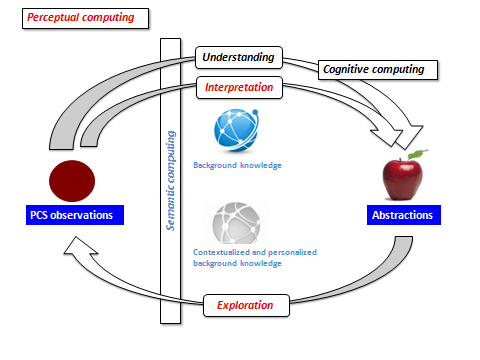 Perceptual computing
Understanding
Cognitive computing
Interpretation
Semantic computing
Background knowledge
PCS observations
Abstractions
Contextualized and personalized
background knowledge
Exploration